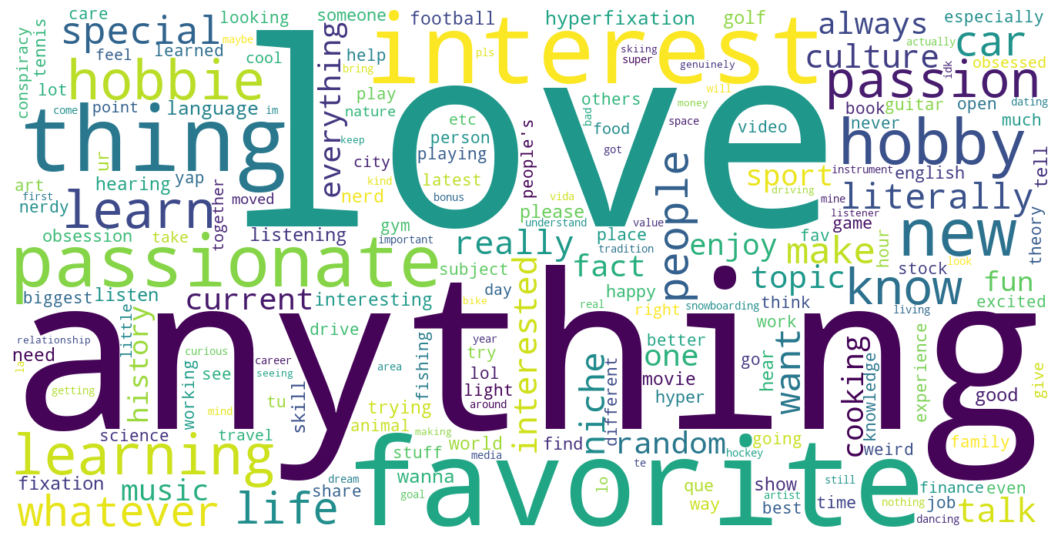 care
looking
someone
football
hyperfixation
golf
always
especially
conspiracy
tennis
special
feel
learned
cool
interest
maybe
help
pls
skiing
super
genuinely
culture
car
actually
obsessed
hobbie
lot
everything
bring
passion
idk
come
point
language
im
play
nature
others
money
will
book
guitar
open
dating
thing
love
keep
etc
bad
food
space
video
never
much
ur
person
playing
people's
got
hobby
tell
art
hearing
yap
city
kind
instrument
first
nerdy
moved
together
nerd
latest
sport
driving
english
learn
bonus
vida
people
mine
literally
theory
obsession
take
listening
gym
important
understand
please
value
listener
game
fav
hour
new
passionate
really
place
tradition
enjoy
make
stock
look
subject
fact
topic
know
fun
biggest
listen
current
interesting
day
happy
think
excited
little
bike
interested
real
right
snowboarding
living
anything
relationship
need
history
curious
drive
year
try
niche
one
better
work
go
want
cooking
experience
good
give
la
see
career
seeing
area
fishing
lol
light
different
movie
hear
knowledge
getting
working
skill
tu
around
hyper
science
mind
trying
animal
travel
making
world
find
random
going
weird
family
learning
favorite
stuff
media
te
hockey
fixation
music
dream
wanna
lo
que
show
still
finance
even
whatever
life
share
goal
way
best
time
artist
nothing
job
dancing
talk